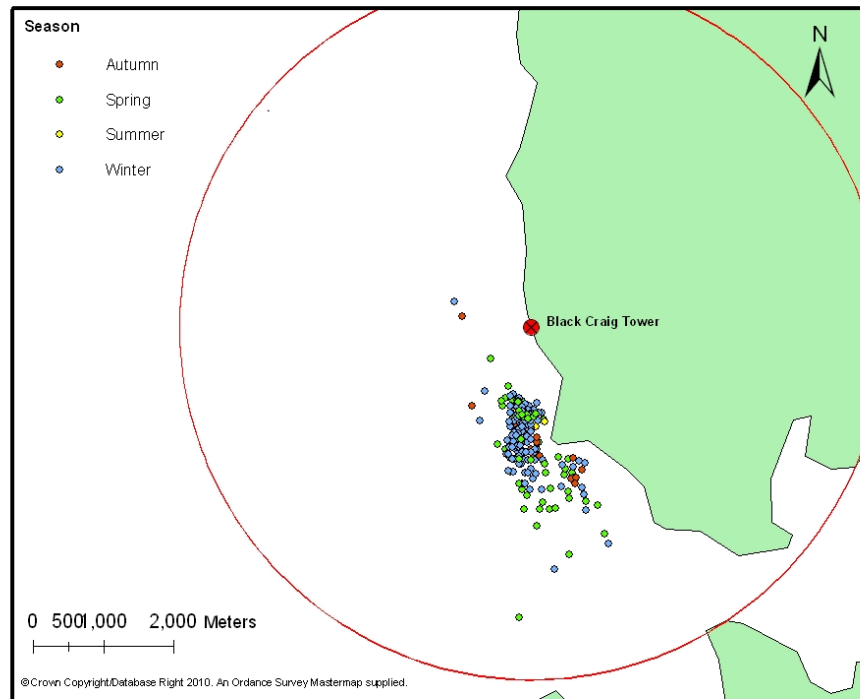 Season
Autumn
Spring
Summer
Winter
N
Black Craig Tower
0 5001,000 2,000 Meters
©Crown Copyright/Database Right 2010. An Ordance Survey Mastermap supplied.